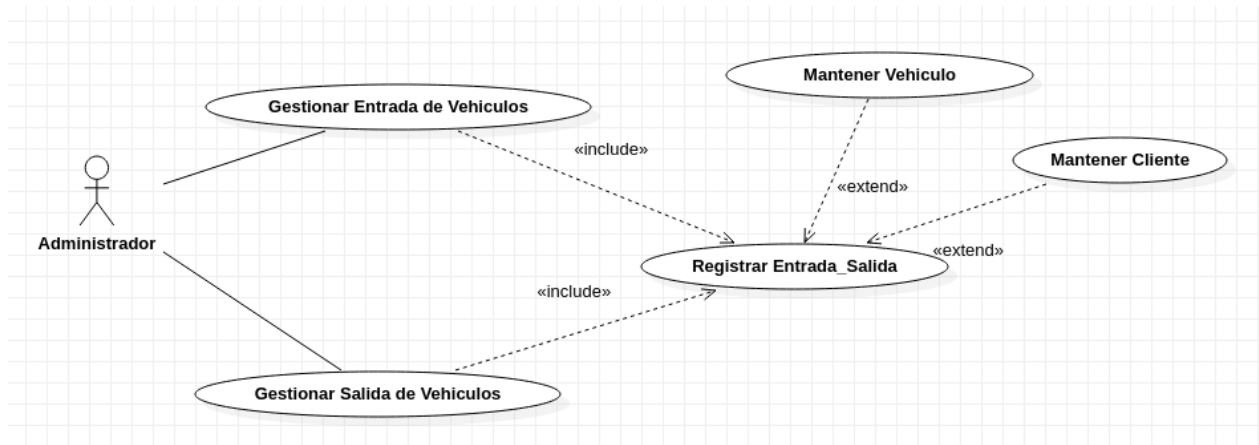 Mantener Vehiculo
Gestionar Entrada de Vehiculos
«include»
Mantener Cliente
«extend»
Administrador
«extend»
Registrar Entrada_Salida
«include»
Gestionar Salida de Vehiculos